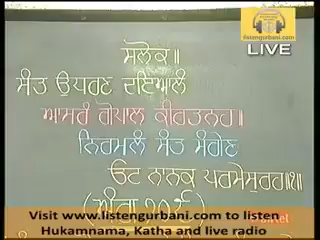 listengurbani.com
LIVE
ਸਲੋਕ॥
ਸੰਤ ਉਧਰਣ ਦਇਆਲੰ
ਆਸਰੰ ਗੋਪਾਲ ਕੀਰਤਨਹ॥
ਨਿਰਮਲੰ ਸੰਤ ਸੰਗੇਣ
ਓਟ ਨਾਨਕ ਪਰਮੇਸੁਰਹ॥੨॥
(ਅੰਗ
Visit www.listengurbani.com to listen
Hukamnama, Katha and live radio